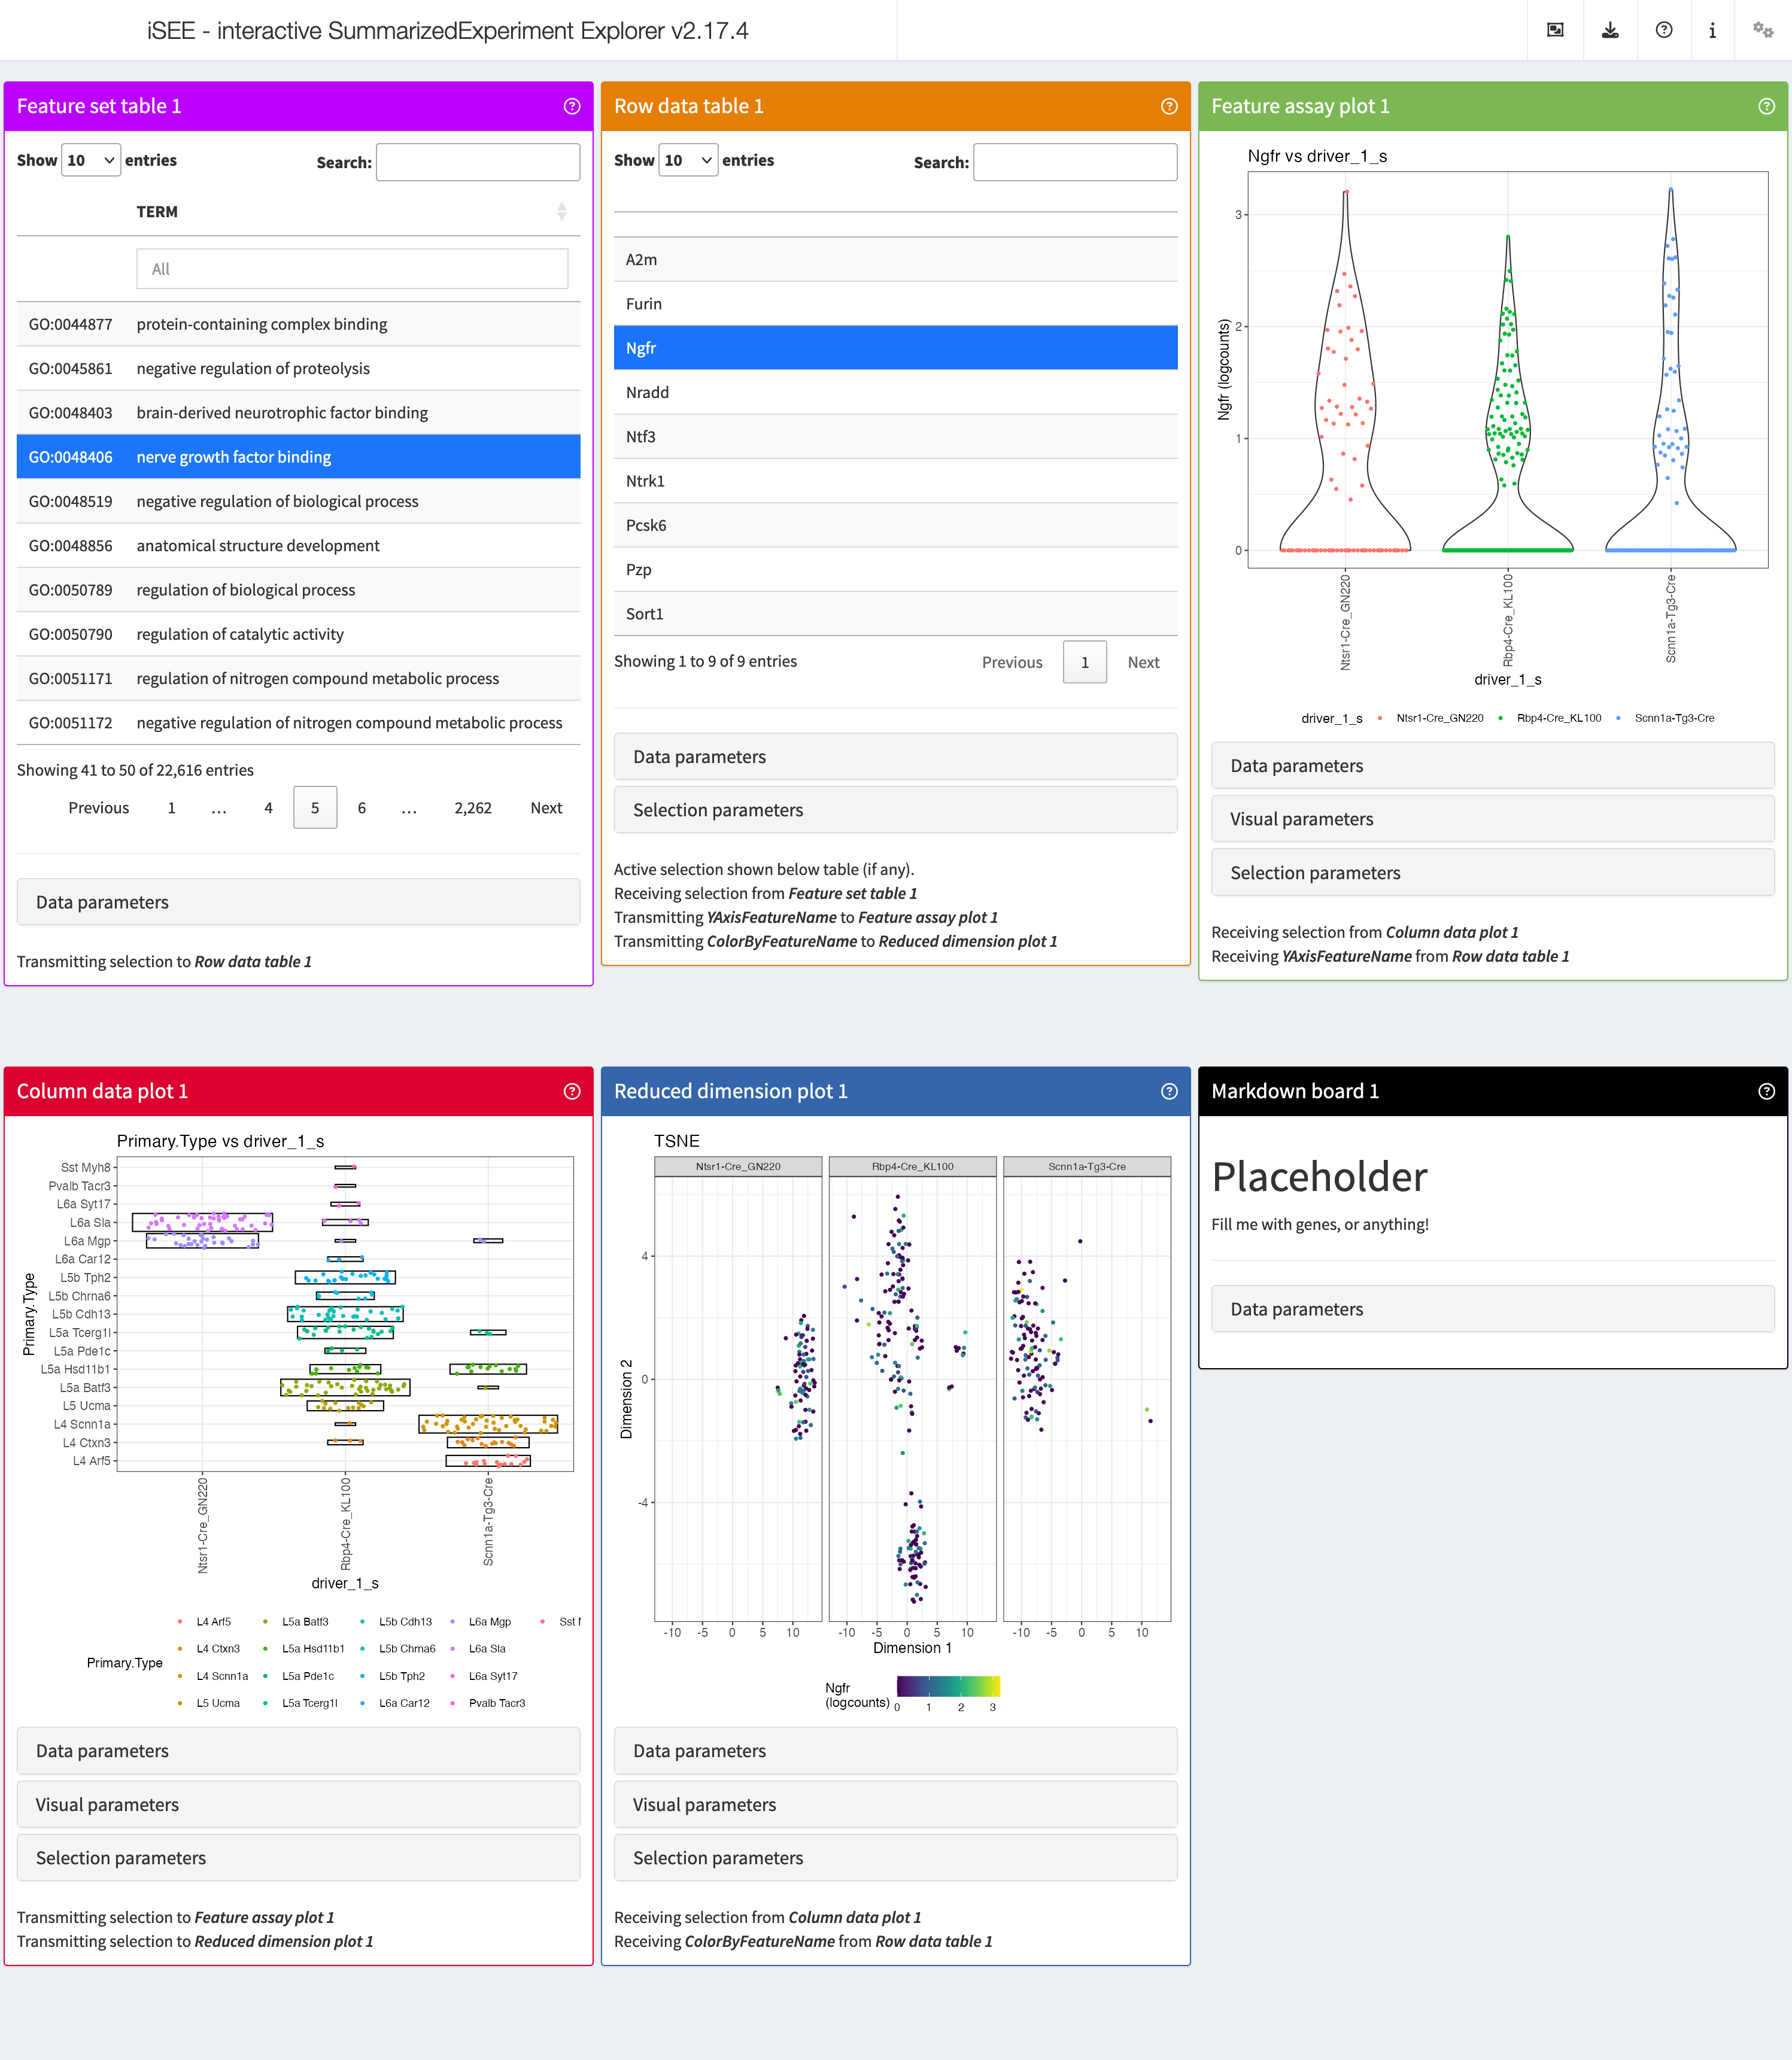 iSEE - interactive SummarizedExperiment Explorer v2.17.4
Feature set table 1
Show 10 entries
Search:
TERM
All
GO:0044877 protein-containing complex binding
GO:0045861 negative regulation of proteolysis
GO:0048403 brain-derived neurotrophic factor binding
GO:0048406 nerve growth factor binding
GO:0048519 negative regulation of biological process
GO:0048856 anatomical structure development
GO:0050789 regulation of biological process
GO:0050790 regulation of catalytic activity
GO:0051171 regulation of nitrogen compound metabolic process
GO:0051172 negative regulation of nitrogen compound metabolic process
Showing 41 to 50 of 22,616 entries
Previous 1 ... 4 5 6 ... 2,262 Next
Data parameters
Transmitting selection to Row data table 1
Row data table 1
Show 10 entries
Search:
A2m
Furin
Ngfr
Nradd
Ntf3
Ntrk1
Pcsk6
Pzp
Sort1
Showing 1 to 9 of 9 entries
Previous 1 Next
Data parameters
Selection parameters
Active selection shown below table (if any).
Receiving selection from Feature set table 1
Transmitting YAxisFeatureName to Feature assay plot 1
Transmitting ColorByFeatureName to Reduced dimension plot 1
Feature assay plot 1
Ngfr vs driver_1_s
Ngfr (logcounts)
3
2
1
0
Ntsr1-Cre_GN220
Rbp4-Cre_KL100
Scnn1a-Tg3-Cre
driver_1_s
driver_1_s Ntsr1-Cre_GN220 Rbp4-Cre_KL100 Scnn1a-Tg3-Cre
Data parameters
Visual parameters
Selection parameters
Receiving selection from Column data plot 1
Receiving YAxisFeatureName from Row data table 1
Column data plot 1
Primary.Type vs driver_1_s
Primary.Type
Sst Myh8
Pvalb Tacr3
L6a Syt17
L6a Sla
L6a Mgp
L6a Car12
L5b Tph2
L5b Chrna6
L5b Cdh13
L5a Tcerg1l
L5a Pde1c
L5a Hsd11b1
L5a Batf3
L5 Ucma
L4 Scnn1a
L4 Ctxn3
L4 Arf5
Ntsr1-Cre_GN220
Rbp4-Cre_KL100
Scnn1a-Tg3-Cre
driver_1_s
Primary.Type
L4 Arf5 L5a Batf3 L5b Cdh13 L6a Mgp Sst
L4 Ctxn3 L5a Hsd11b1 L5b Chrna6 L6a Sla
L4 Scnn1a L5a Pde1c L5b Tph2 L6a Syt17
L5 Ucma L5a Tcerg1l L6a Car12 Pvalb Tacr3
Data parameters
Visual parameters
Selection parameters
Transmitting selection to Feature assay plot 1
Transmitting selection to Reduced dimension plot 1
Reduced dimension plot 1
TSNE
Ntsr1-Cre_GN220 Rbp4-Cre_KL100 Scnn1a-Tg3-Cre
Dimension 2
4
0
-4
-10 -5 0 5 10 -10 -5 0 5 10 -10 -5 0 5 10
Dimension 1
Ngfr
(logcounts)
0 1 2 3
Data parameters
Visual parameters
Selection parameters
Receiving selection from Column data plot 1
Receiving ColorByFeatureName from Row data table 1
Markdown board 1
Placeholder
Fill me with genes, or anything!
Data parameters